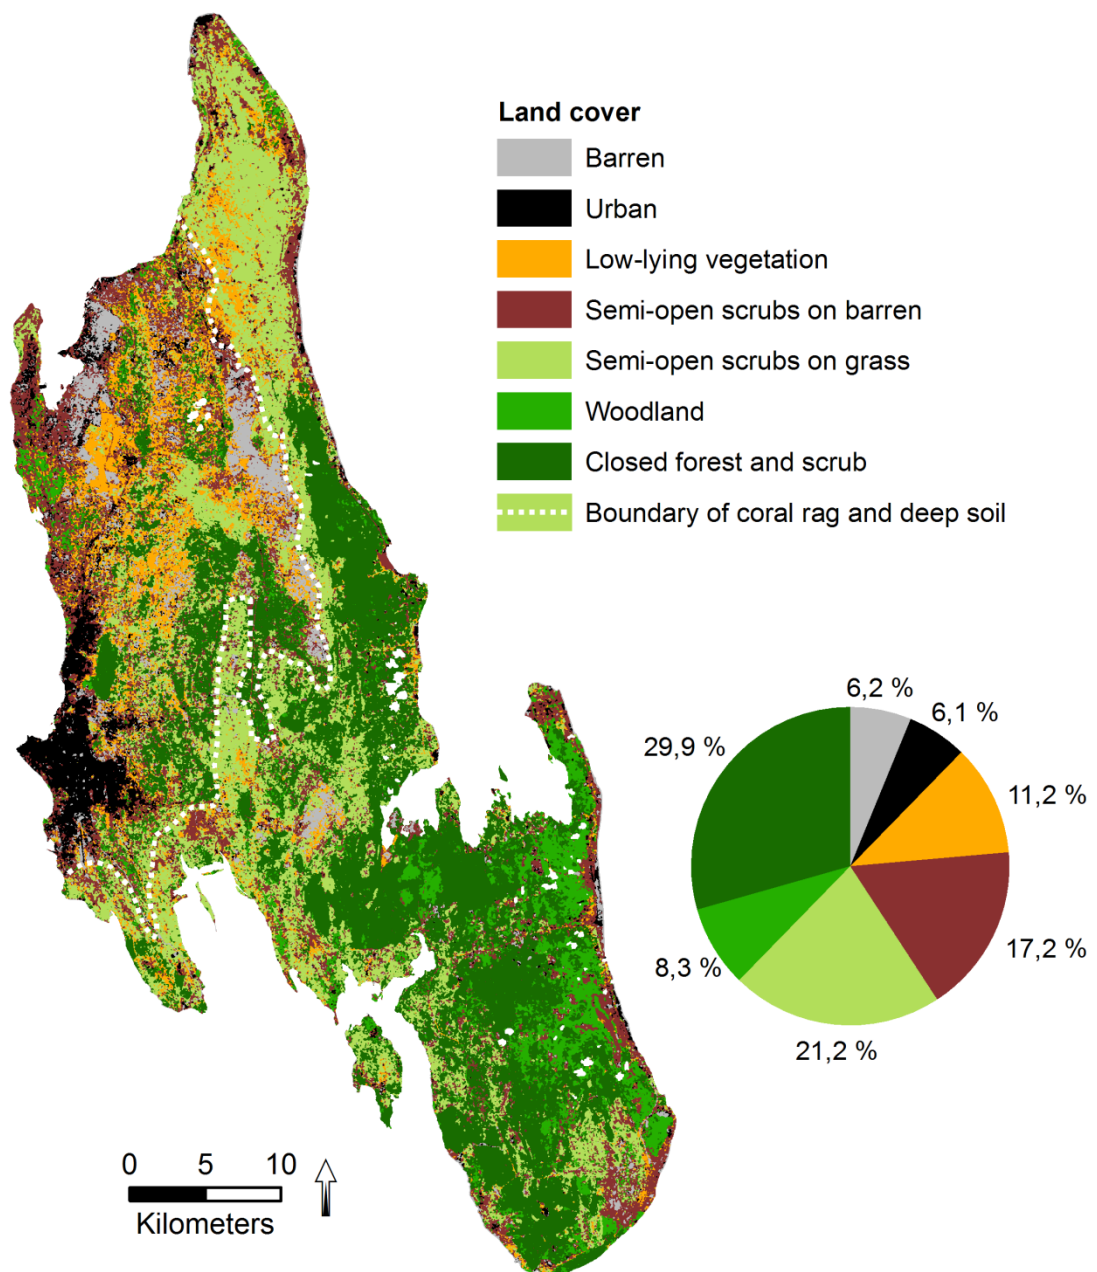 Land cover
Barren
Urban
Low-lying vegetation
Semi-open scrubs on barren
Semi-open scrubs on grass
Woodland
Closed forest and scrub
Boundary of coral rag and deep soil
6,2 %
6,1 %
29,9 %
11,2 %
17,2 %
8,3 %
21,2 %
0 5 10
Kilometers